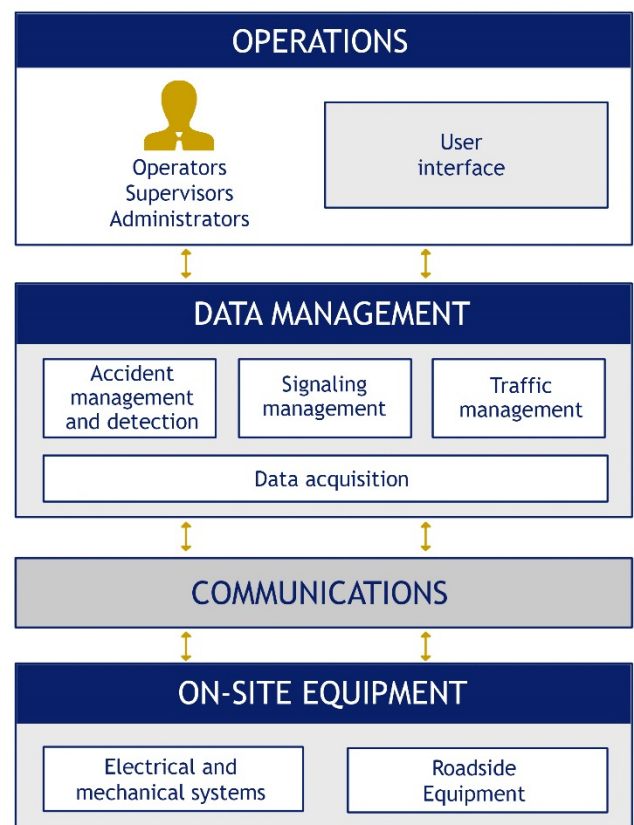 OPERATIONS
Operators
Supervisors
Administrators
User
interface
DATA MANAGEMENT
Accident
management
and detection
Signaling
management
Traffic
management
Data acquisition
COMMUNICATIONS
ON-SITE EQUIPMENT
Electrical and
mechanical systems
Roadside
Equipment